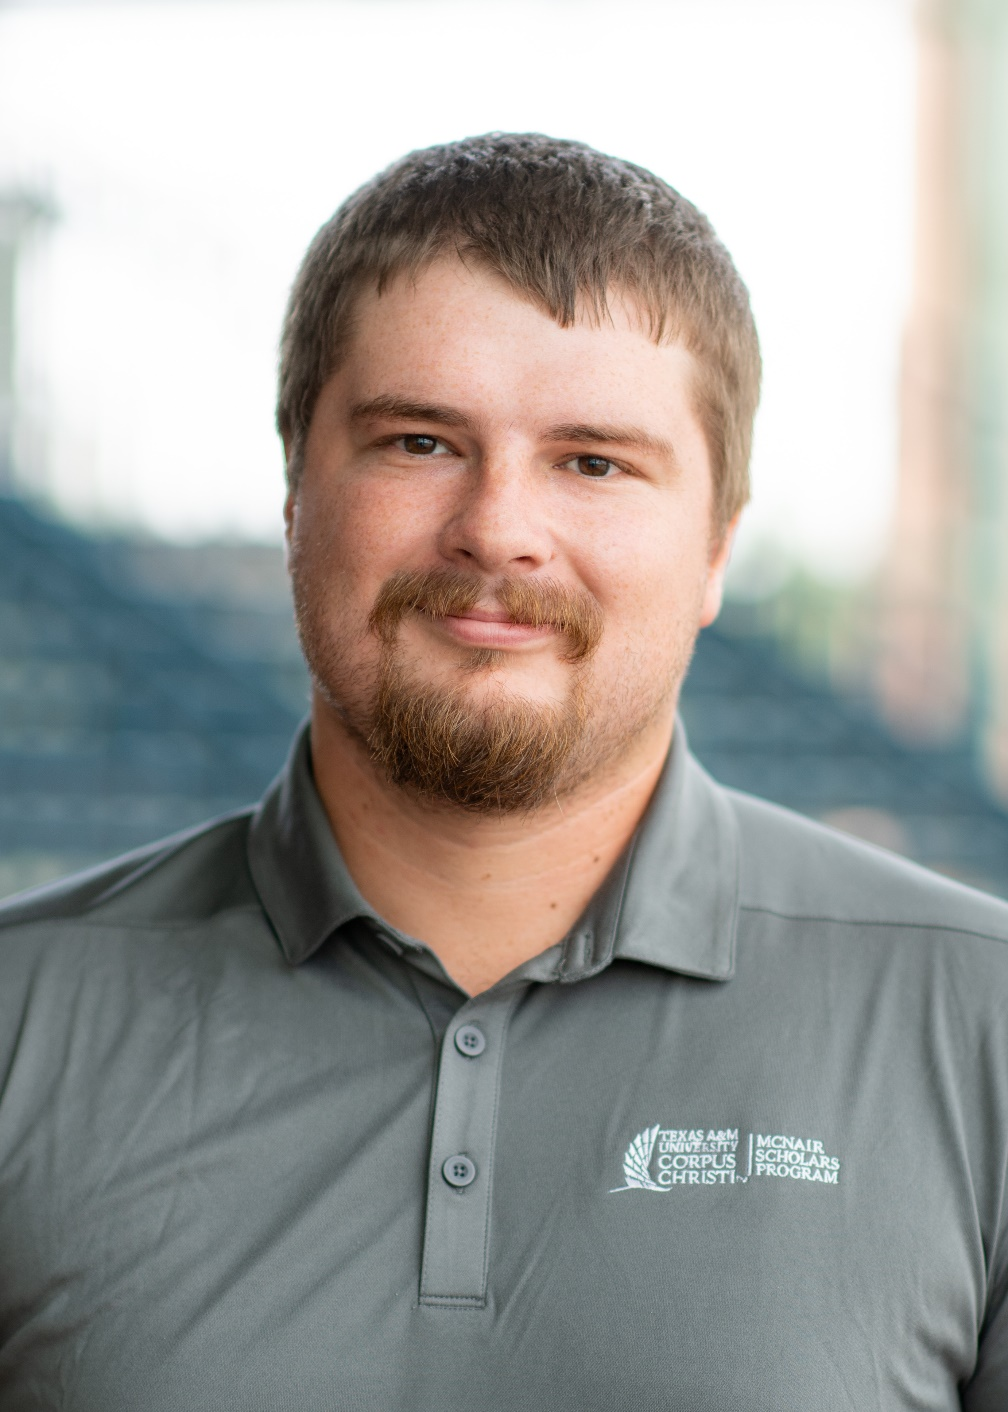 TEXAS A&M
UNIVERSITY
CORPUS
CHRISTI
MCNAIR
SCHOLARS
PROGRAM